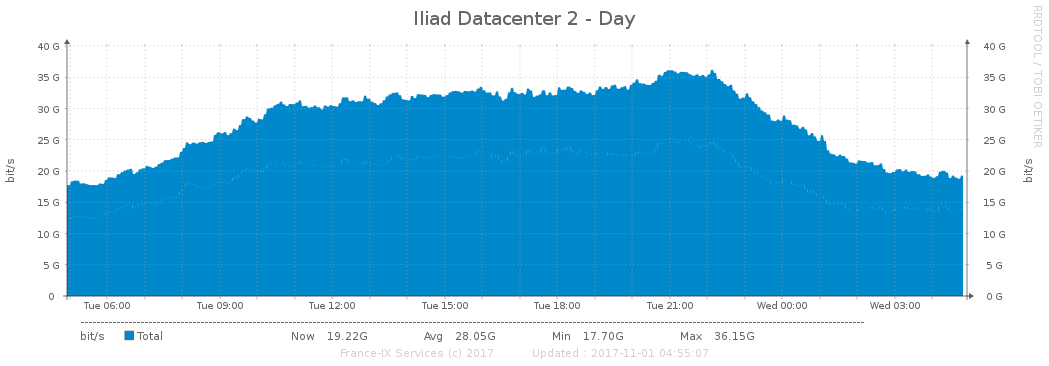 Iliad Datacenter 2 - Day
RRDTOOL / TOBI OETIKER
40 G 40 G
35 G 35 G
30 G 30 G
25 G 25 G
20 G 20 G
15 G 15 G
10 G 10 G
5 G 5 G
0 0 G
bit/s bit/s
Tue 06:00 Tue 09:00 Tue 12:00 Tue 15:00 Tue 18:00 Tue 21:00 Wed 00:00 Wed 03:00
bit/s Total Now 19.22G Avg 28.05G Min 17.70G Max 36.15G
France-IX Services (c) 2017 Updated : 2017-11-01 04:55:07